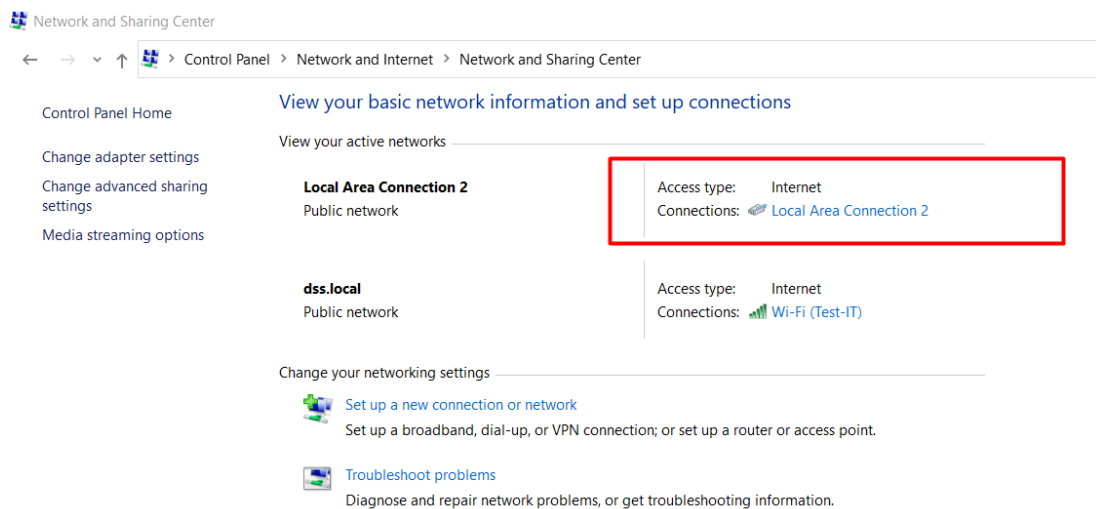 Network and Sharing Center
Control Panel > Network and Internet > Network and Sharing Center
Control Panel Home
Change adapter settings
Change advanced sharing
settings
Media streaming options
View your basic network information and set up connections
View your active networks
Local Area Connection 2
Public network
Access type: Internet
Connections: Local Area Connection 2
dss.local
Public network
Access type: Internet
Connections: Wi-Fi (Test-IT)
Change your networking settings
Set up a new connection or network
Set up a broadband, dial-up, or VPN connection; or set up a router or access point.
Troubleshoot problems
Diagnose and repair network problems, or get troubleshooting information.